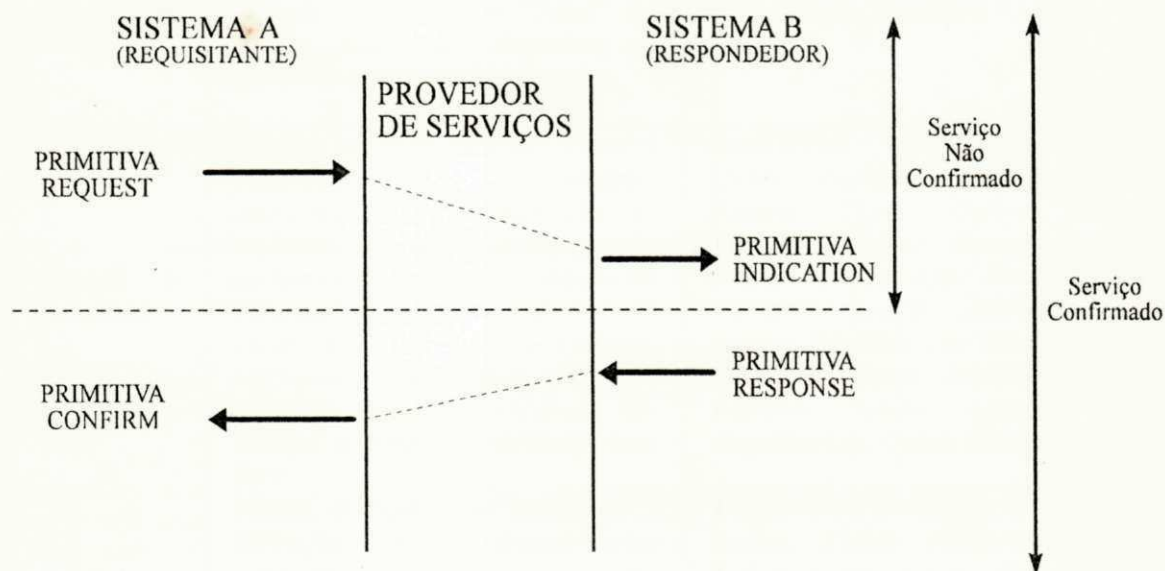 SISTEMA A
(REQUISITANTE)
SISTEMA B
(RESPONDEDOR)
PROVEDOR
DE SERVIÇOS
Serviço
Não
Confirmado
PRIMITIVA
REQUEST
PRIMITIVA
INDICATION
Serviço
Confirmado
PRIMITIVA
RESPONSE
PRIMITIVA
CONFIRM